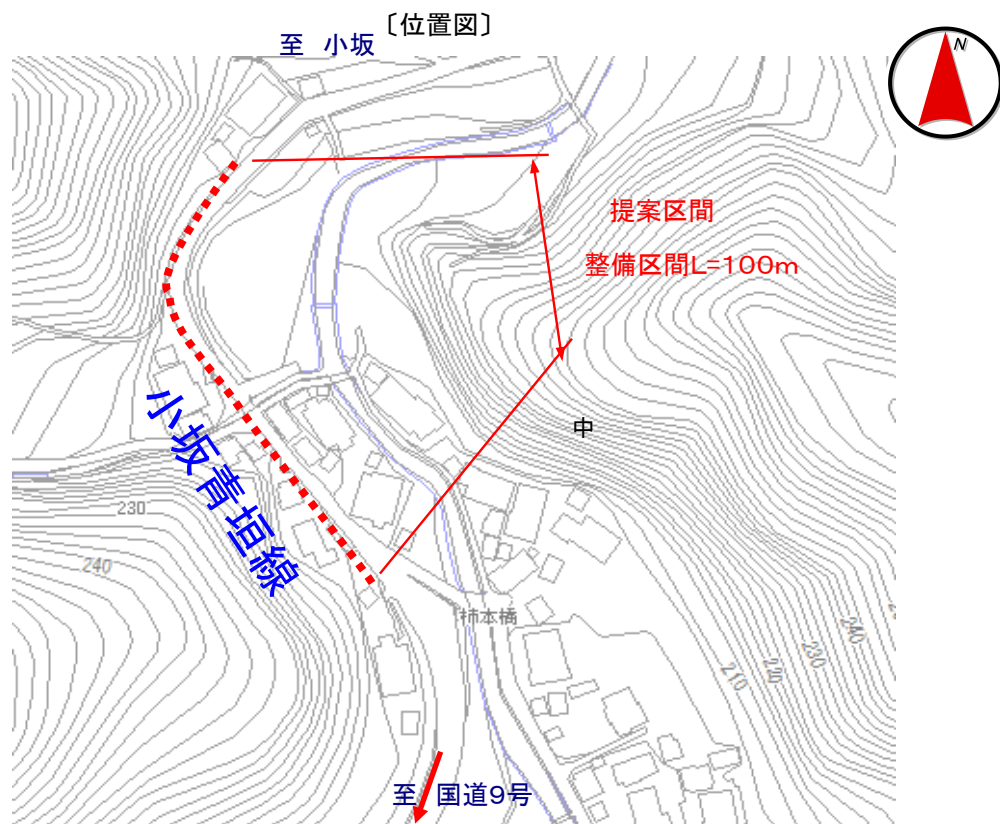 〔位置図〕
至 小坂
N
提案区間
整備区間L=100m
中
小坂青垣線
230
240
柿本橋
240
230
220
210
至 国道9号